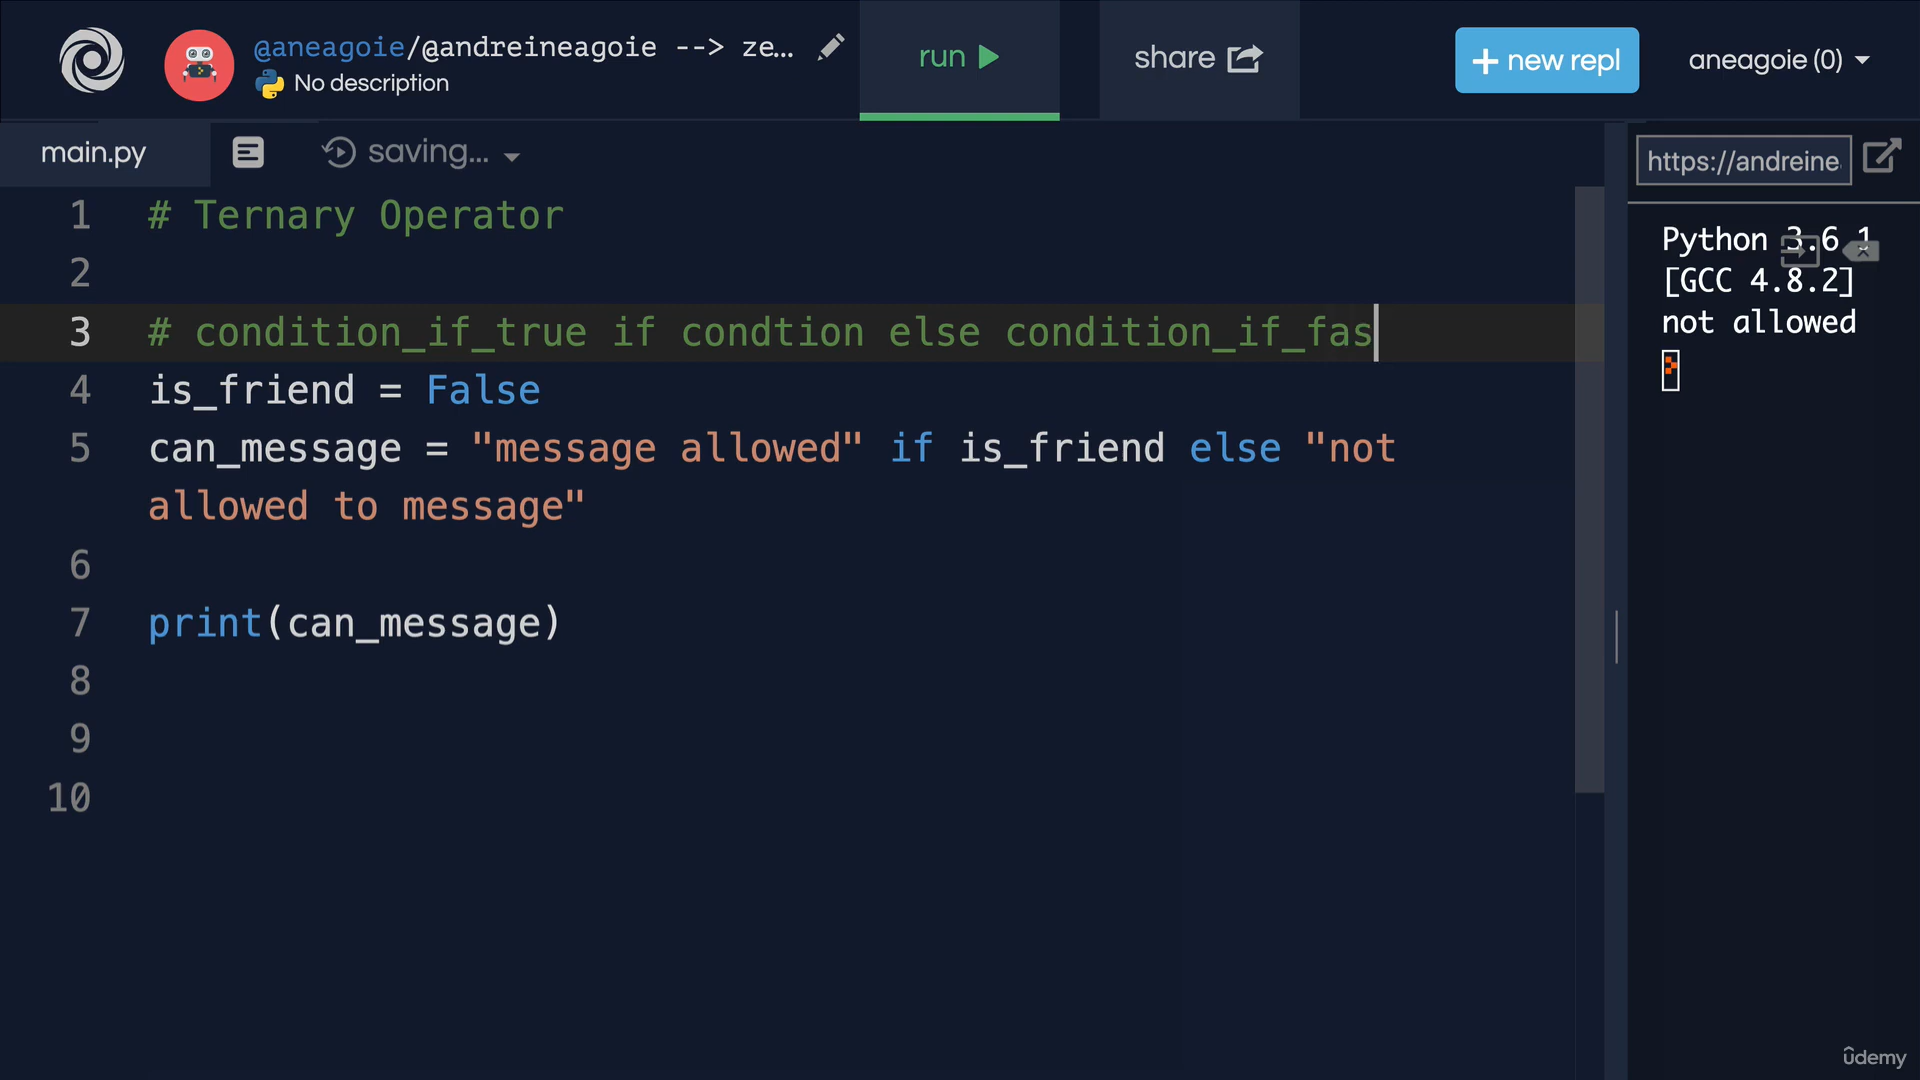 @aneagoie/@andreineagoie --> ze...
No description
run
share
+ new repl
aneagoie (0)
main.py
saving...
https://andreine
1 # Ternary Operator
2
3 # condition_if_true if condtion else condition_if_fas
4 is_friend = False
5 can_message = "message allowed" if is_friend else "not
allowed to message"
6
7 print(can_message)
8
9
10
Python 3.6.1
[GCC 4.8.2]
not allowed
udemy